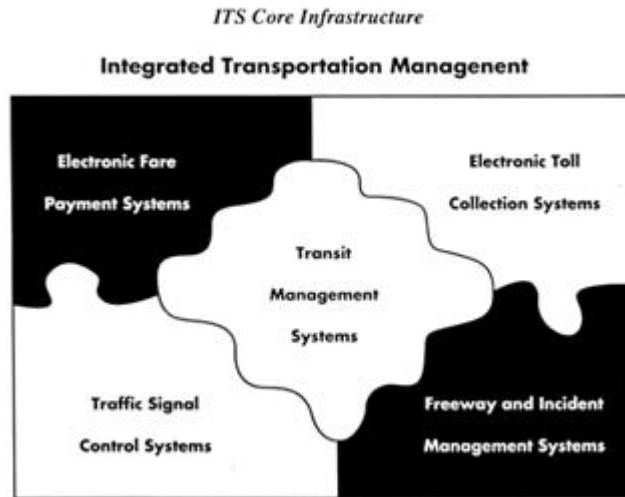 ITS Core Infrastructure
Integrated Transportation Managenent
Electronic Fare
Payment Systems
Electronic Toll
Collection Systems
Transit
Management
Systems
Traffic Signal
Control Systems
Freeway and Incident
Management Systems